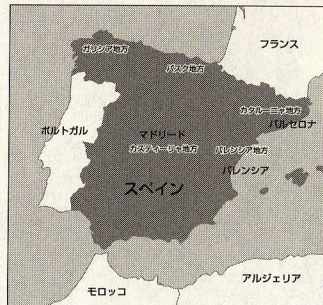 フランス
ガリシア地方
バスク地方
カタルーニャ地方
バルセロナ
ポルトガル
マドリード
カスティーリャ地方
バレンシア地方
バレンシア
スペイン
アルジェリア
モロッコ